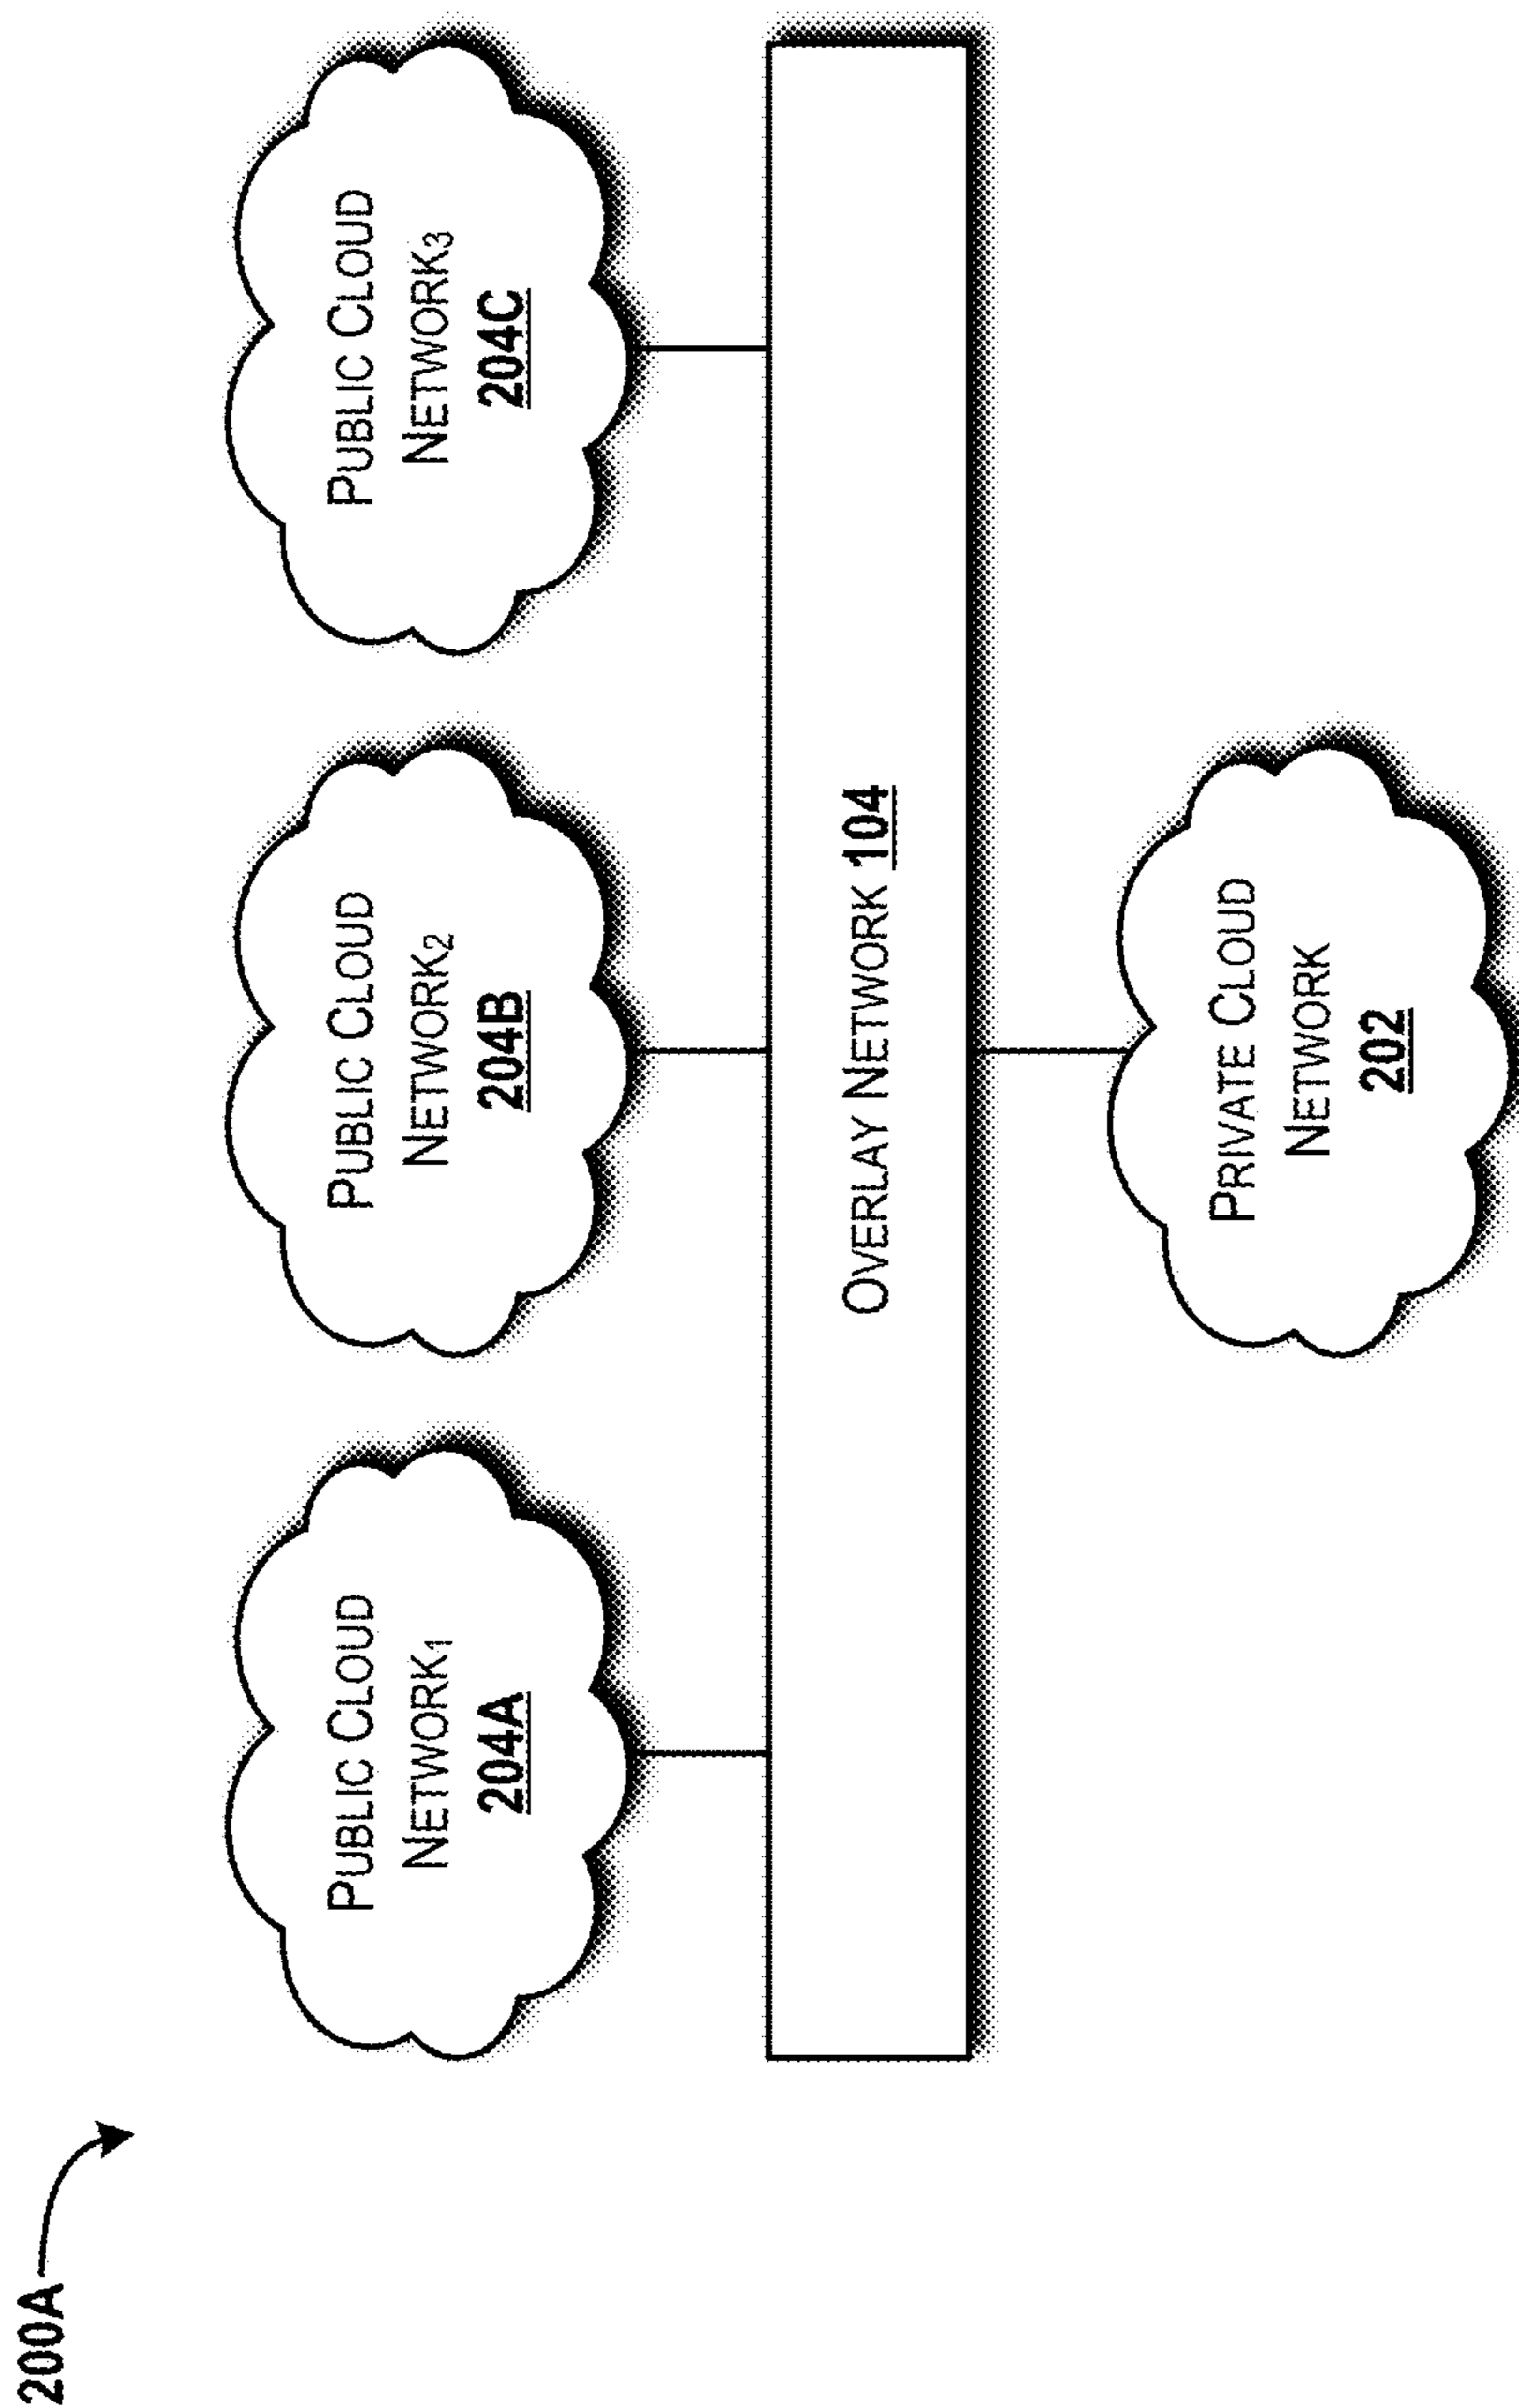 200A
PUBLIC CLOUD
NETWORK₁
204A
PUBLIC CLOUD
NETWORK₂
204B
PUBLIC CLOUD
NETWORK₃
204C
OVERLAY NETWORK 104
PRIVATE CLOUD
NETWORK
202